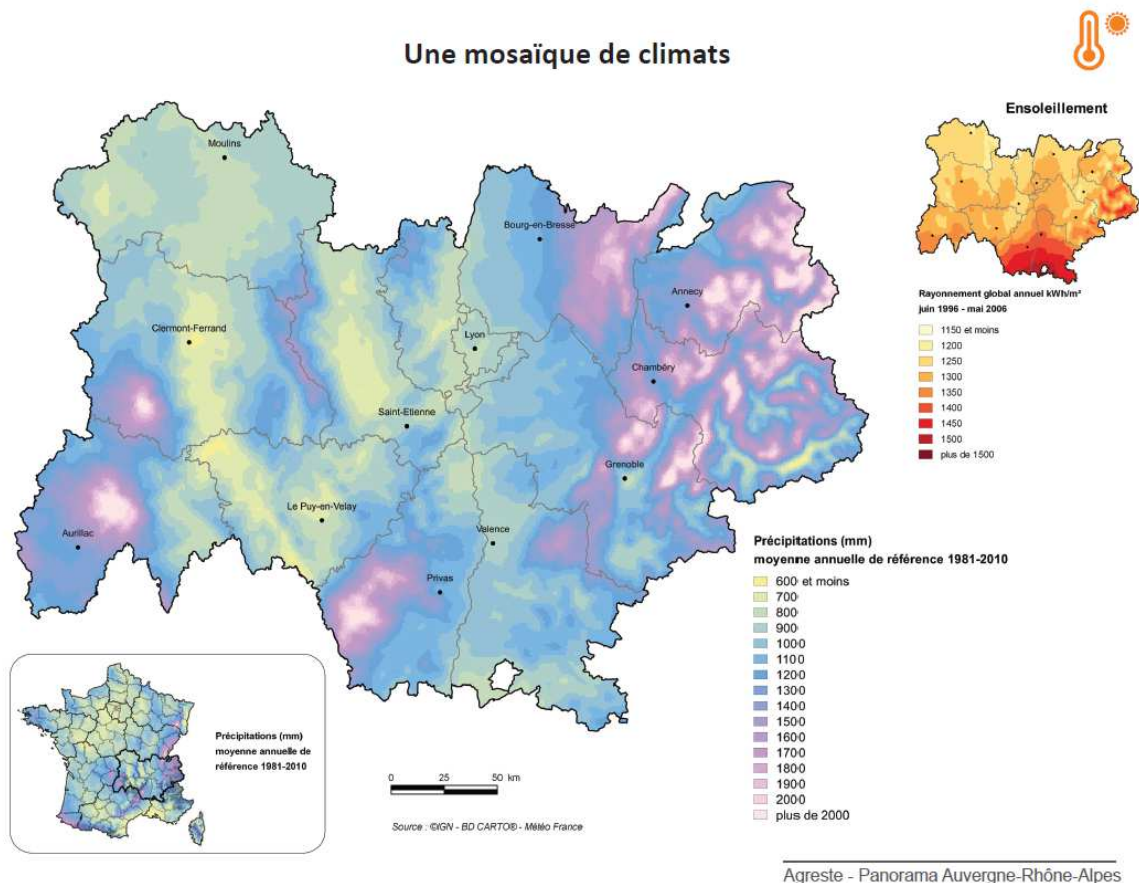 Une mosaïque de climats
Ensoleillement
Rayonnement global annuel kWh/m²
juin 1996 - mai 2006
1150 et moins
1200
1250
1300
1350
1400
1450
1500
plus de 1500
Moulins
Bourg-en-Bresse
Annecy
Clermont-Ferrand
Lyon
Chambéry
Saint-Etienne
Grenoble
Le Puy-en-Velay
Valence
Aurillac
Privas
Précipitations (mm)
moyenne annuelle de référence 1981-2010
600 et moins
700
800
900
1000
1100
1200
1300
1400
1500
1600
1700
1800
1900
2000
plus de 2000
Précipitations (mm)
moyenne annuelle de
référence 1981-2010
0 25 50 km
Source : ©IGN - BD CARTO® - Météo France
Agreste - Panorama Auvergne-Rhône-Alpes